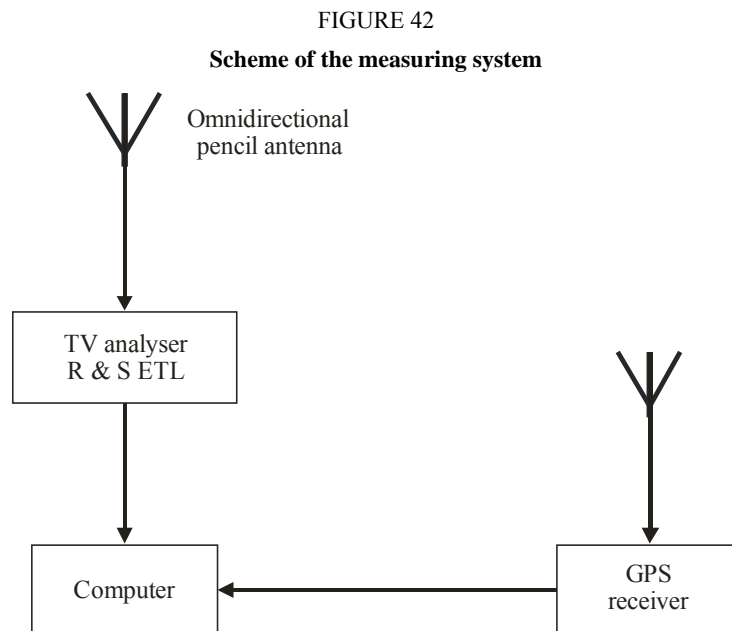 FIGURE 42
Scheme of the measuring system
Omnidirectional
pencil antenna
TV analyser
R & S ETL
Computer
GPS
receiver